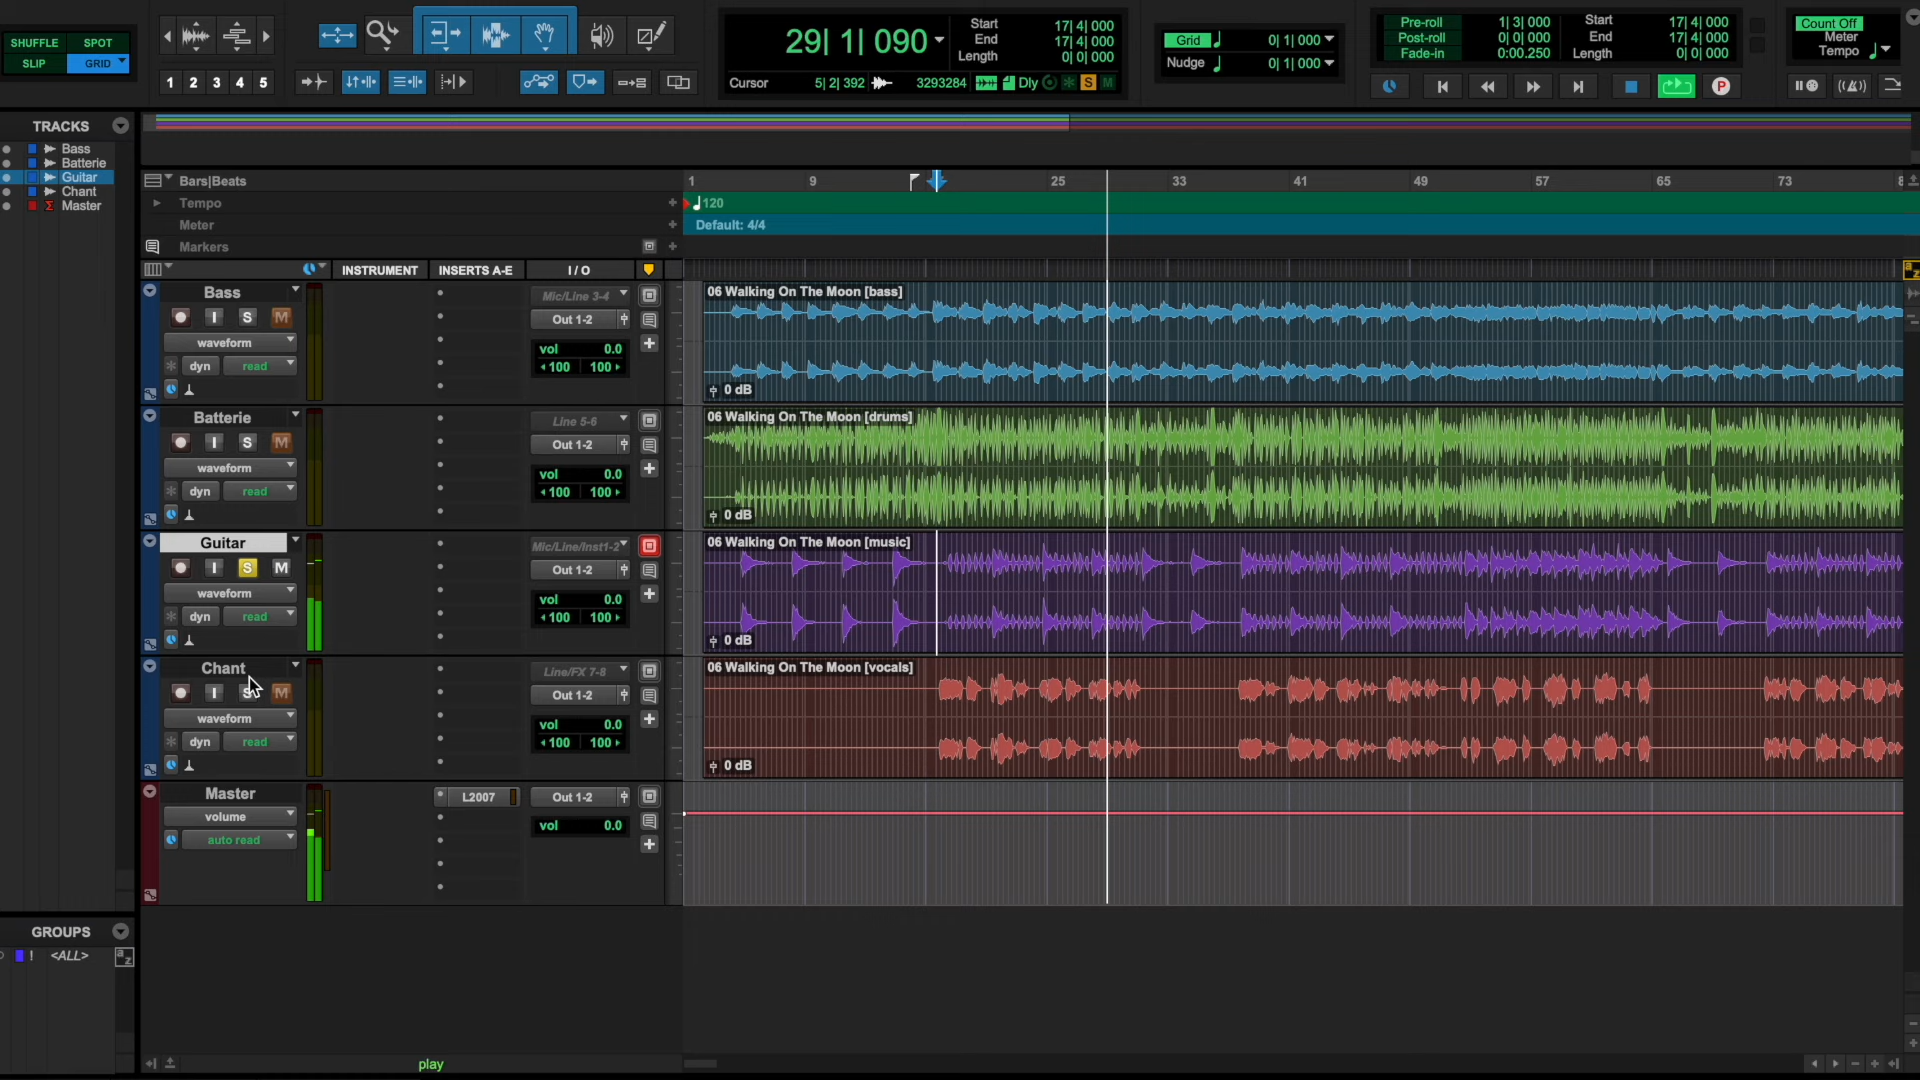 SHUFFLE SPOT
SLIP GRID
1 2 3 4 5
29| 1| 090
Start 17| 4| 000
End 17| 4| 000
Length 0| 0| 000
Cursor 5| 2| 392 3293284 Dly S M
Grid 0| 1| 000
Nudge 0| 1| 000
Pre-roll 1| 3| 000
Post-roll 0| 0| 000
Fade-in 0:00.250
Start 17| 4| 000
End 17| 4| 000
Length 0| 0| 000
P
Count Off
Meter
Tempo
TRACKS
Bass
Batterie
Guitar
Chant
Master
Bars|Beats 1 9 25 33 41 49 57 65 73
Tempo 120
Meter Default: 4/4
Markers
INSTRUMENT INSERTS A-E I / O
Bass
I S M
waveform
dyn read
Mic/Line 3-4
Out 1-2
vol 0.0
100 100
06 Walking On The Moon [bass]
0 dB
Batterie
I S M
waveform
dyn read
Line 5-6
Out 1-2
vol 0.0
100 100
06 Walking On The Moon [drums]
0 dB
Guitar
I S M
waveform
dyn read
Mic/Line/Inst1-2
Out 1-2
vol 0.0
100 100
06 Walking On The Moon [music]
0 dB
Chant
I S M
waveform
dyn read
Line/FX 7-8
Out 1-2
vol 0.0
100 100
06 Walking On The Moon [vocals]
0 dB
Master
volume
auto read
L2007
Out 1-2
vol 0.0
GROUPS
! <ALL>
a z
play